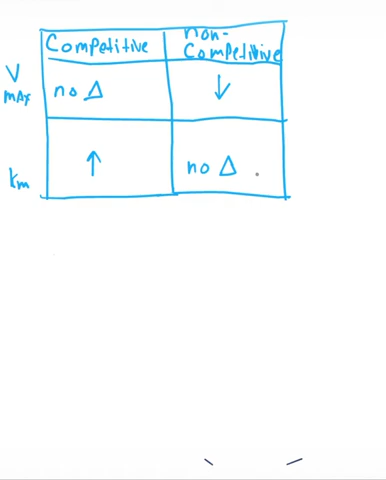 Competitive non-
Competitive
V max no Δ ↓
km ↑ no Δ